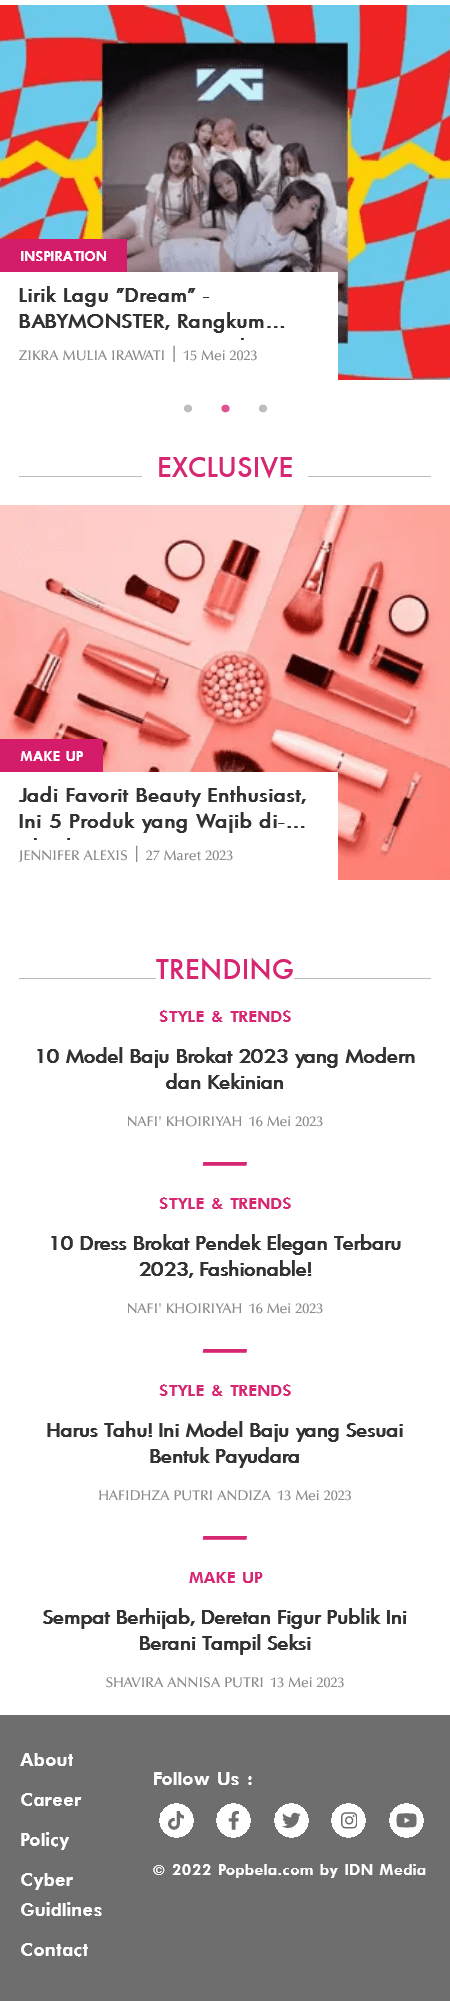 YG
INSPIRATION
Lirik Lagu "Dream" -
BABYMONSTER, Rangkum...
ZIKRA MULIA IRAWATI | 15 Mei 2023
EXCLUSIVE
MAKE UP
Jadi Favorit Beauty Enthusiast,
Ini 5 Produk yang Wajib di-...
JENNIFER ALEXIS | 27 Maret 2023
TRENDING
STYLE & TRENDS
10 Model Baju Brokat 2023 yang Modern
dan Kekinian
NAFI' KHOIRIYAH 16 Mei 2023
STYLE & TRENDS
10 Dress Brokat Pendek Elegan Terbaru
2023, Fashionable!
NAFI' KHOIRIYAH 16 Mei 2023
STYLE & TRENDS
Harus Tahu! Ini Model Baju yang Sesuai
Bentuk Payudara
HAFIDHZA PUTRI ANDIZA 13 Mei 2023
MAKE UP
Sempat Berhijab, Deretan Figur Publik Ini
Berani Tampil Seksi
SHAVIRA ANNISA PUTRI 13 Mei 2023
About
Career
Policy
Cyber
Guidlines
Contact
Follow Us :
© 2022 Popbela.com by IDN Media